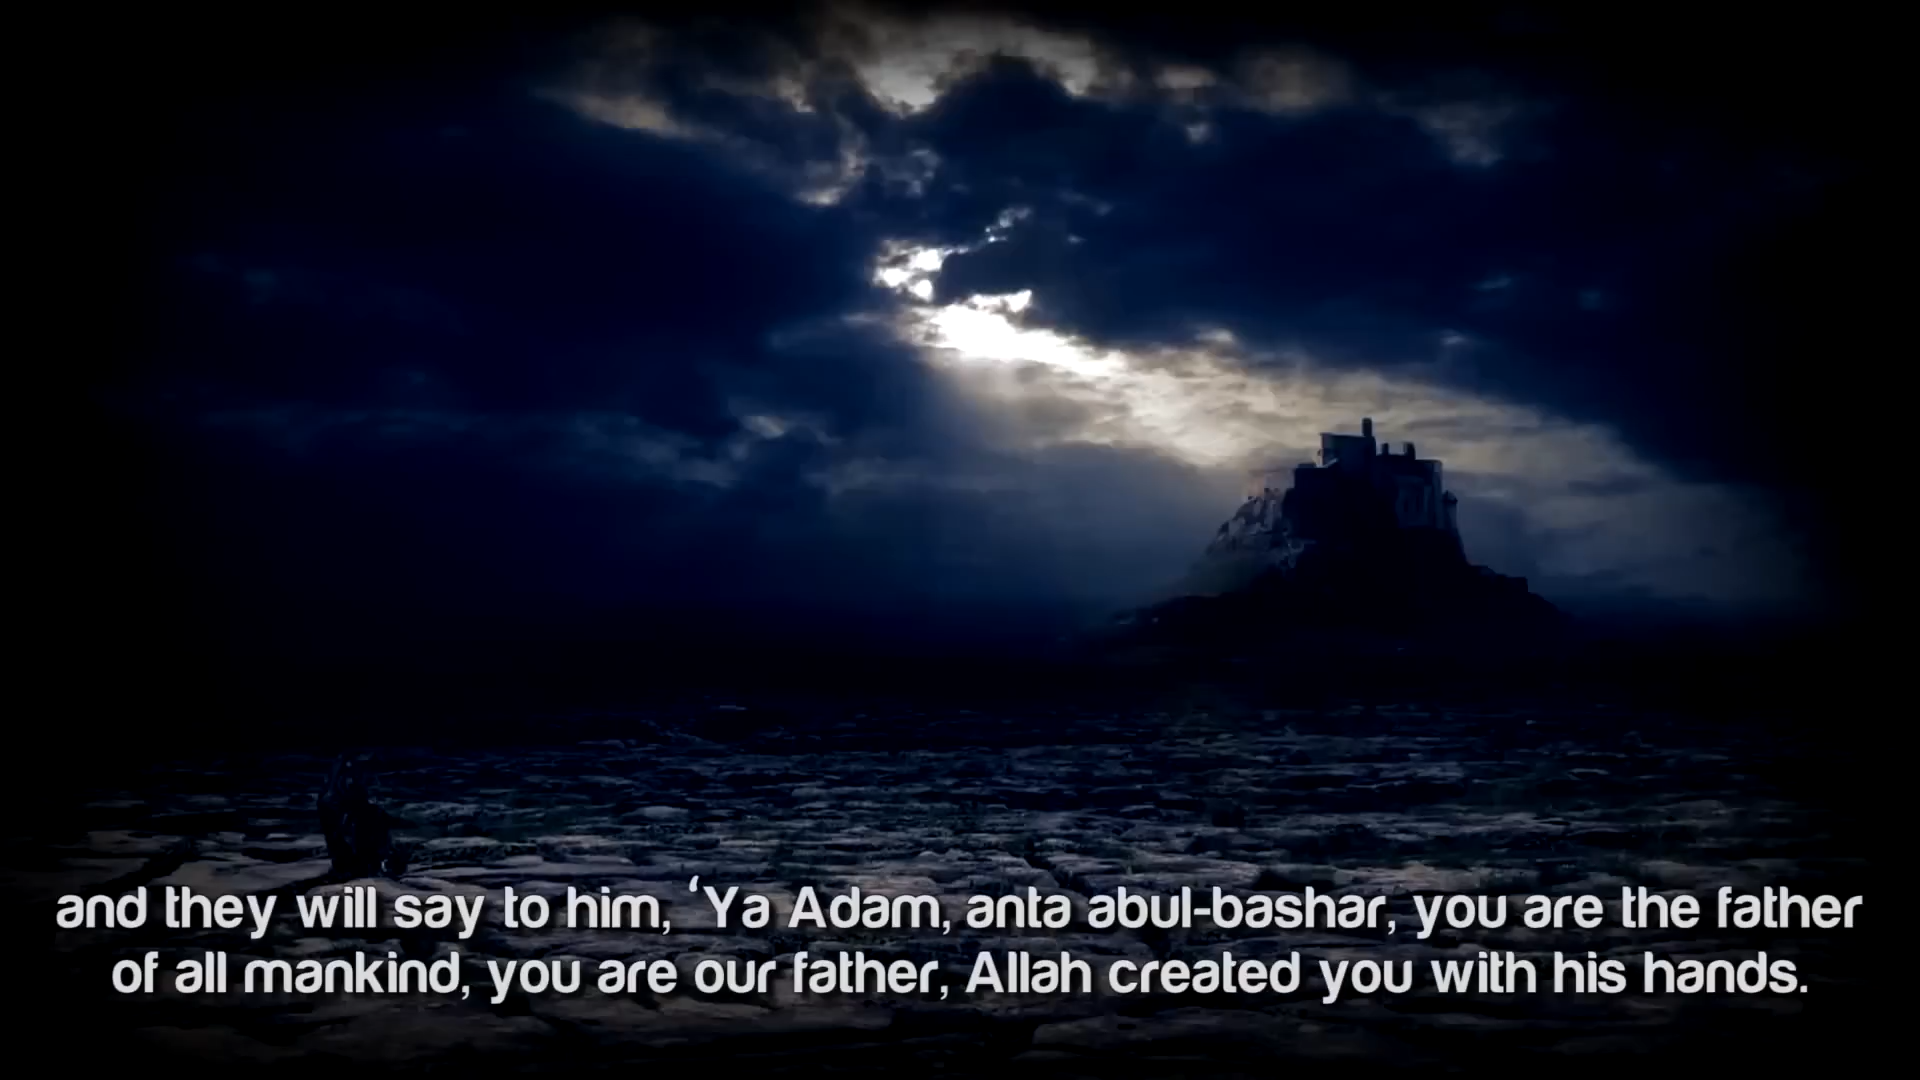 and they will say to him, ‘Ya Adam, anta abul-bashar, you are the father
of all mankind, you are our father, Allah created you with his hands.